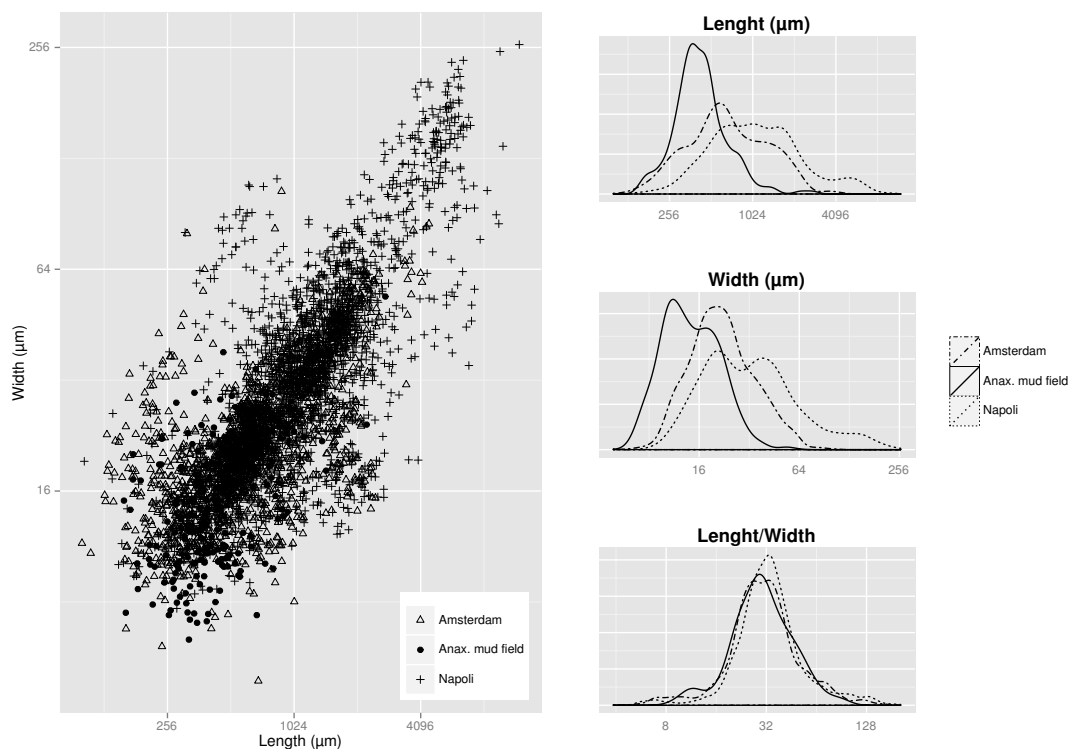 256
64
16
Width (μm)
256
1024
4096
Length (μm)
Amsterdam
Anax. mud field
Napoli
Lenght (μm)
256
1024
4096
Width (μm)
16
64
256
Lenght/Width
8
32
128
Amsterdam
Anax. mud field
Napoli